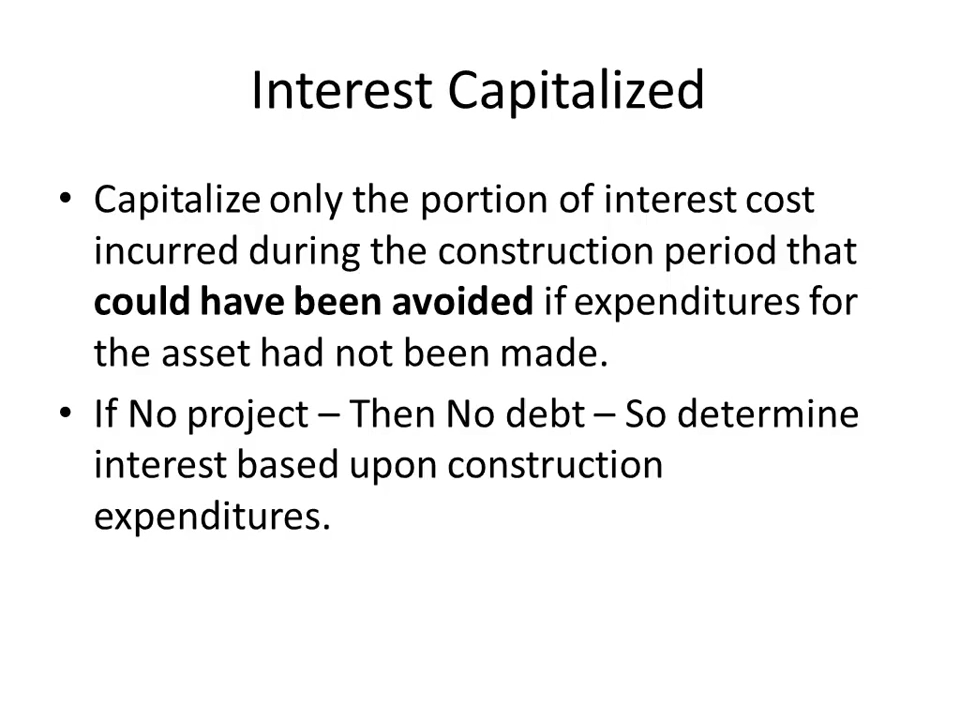 Interest Capitalized
• Capitalize only the portion of interest cost
incurred during the construction period that
could have been avoided if expenditures for
the asset had not been made.
• If No project – Then No debt – So determine
interest based upon construction
expenditures.